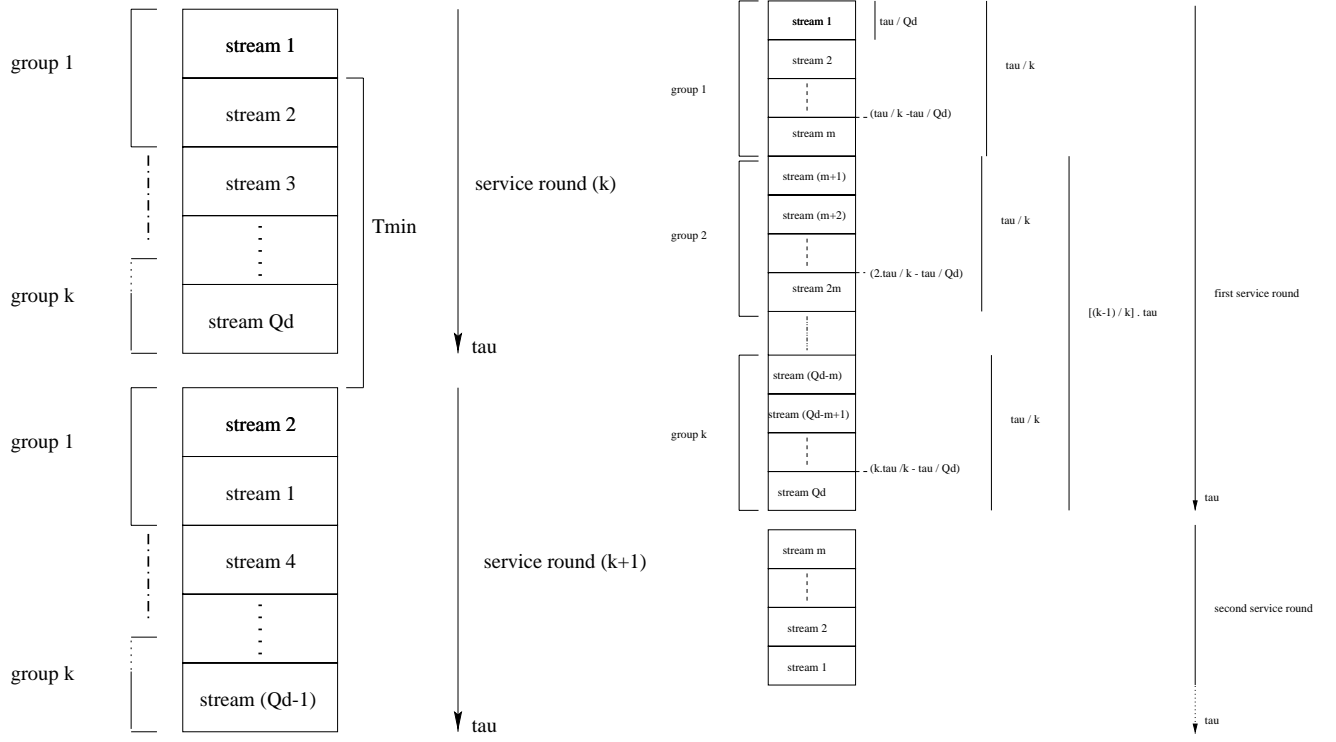 group 1
stream 1
stream 2
stream 3
group k
stream Qd
Tmin
service round (k)
tau
group 1
stream 2
stream 1
stream 4
group k
stream (Qd-1)
service round (k+1)
tau
group 1
stream 1
stream 2
stream m
tau / Qd
(tau / k -tau / Qd)
tau / k
group 2
stream (m+1)
stream (m+2)
stream 2m
(2.tau / k - tau / Qd)
tau / k
group k
stream (Qd-m)
stream (Qd-m+1)
stream Qd
(k.tau /k - tau / Qd)
tau / k
[(k-1) / k] . tau
first service round
tau
stream m
stream 2
stream 1
second service round
tau